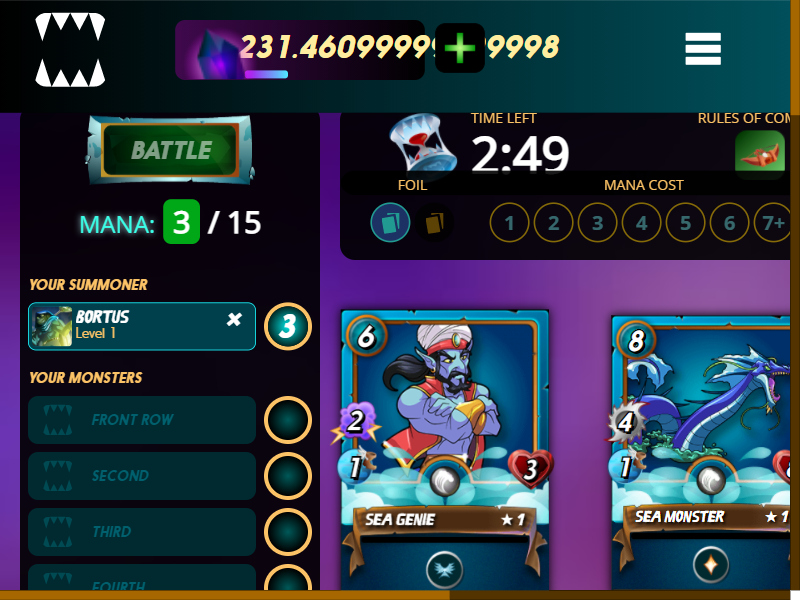 231.46099999 9998
BATTLE
MANA: 3 / 15
YOUR SUMMONER
BORTUS
Level 1
3
YOUR MONSTERS
FRONT ROW
SECOND
THIRD
FOURTH
TIME LEFT
2:49
RULES OF COM
FOIL
MANA COST
1 2 3 4 5 6 7+
6
2
1
3
SEA GENIE ★ 1
8
4
1
SEA MONSTER ★ 1